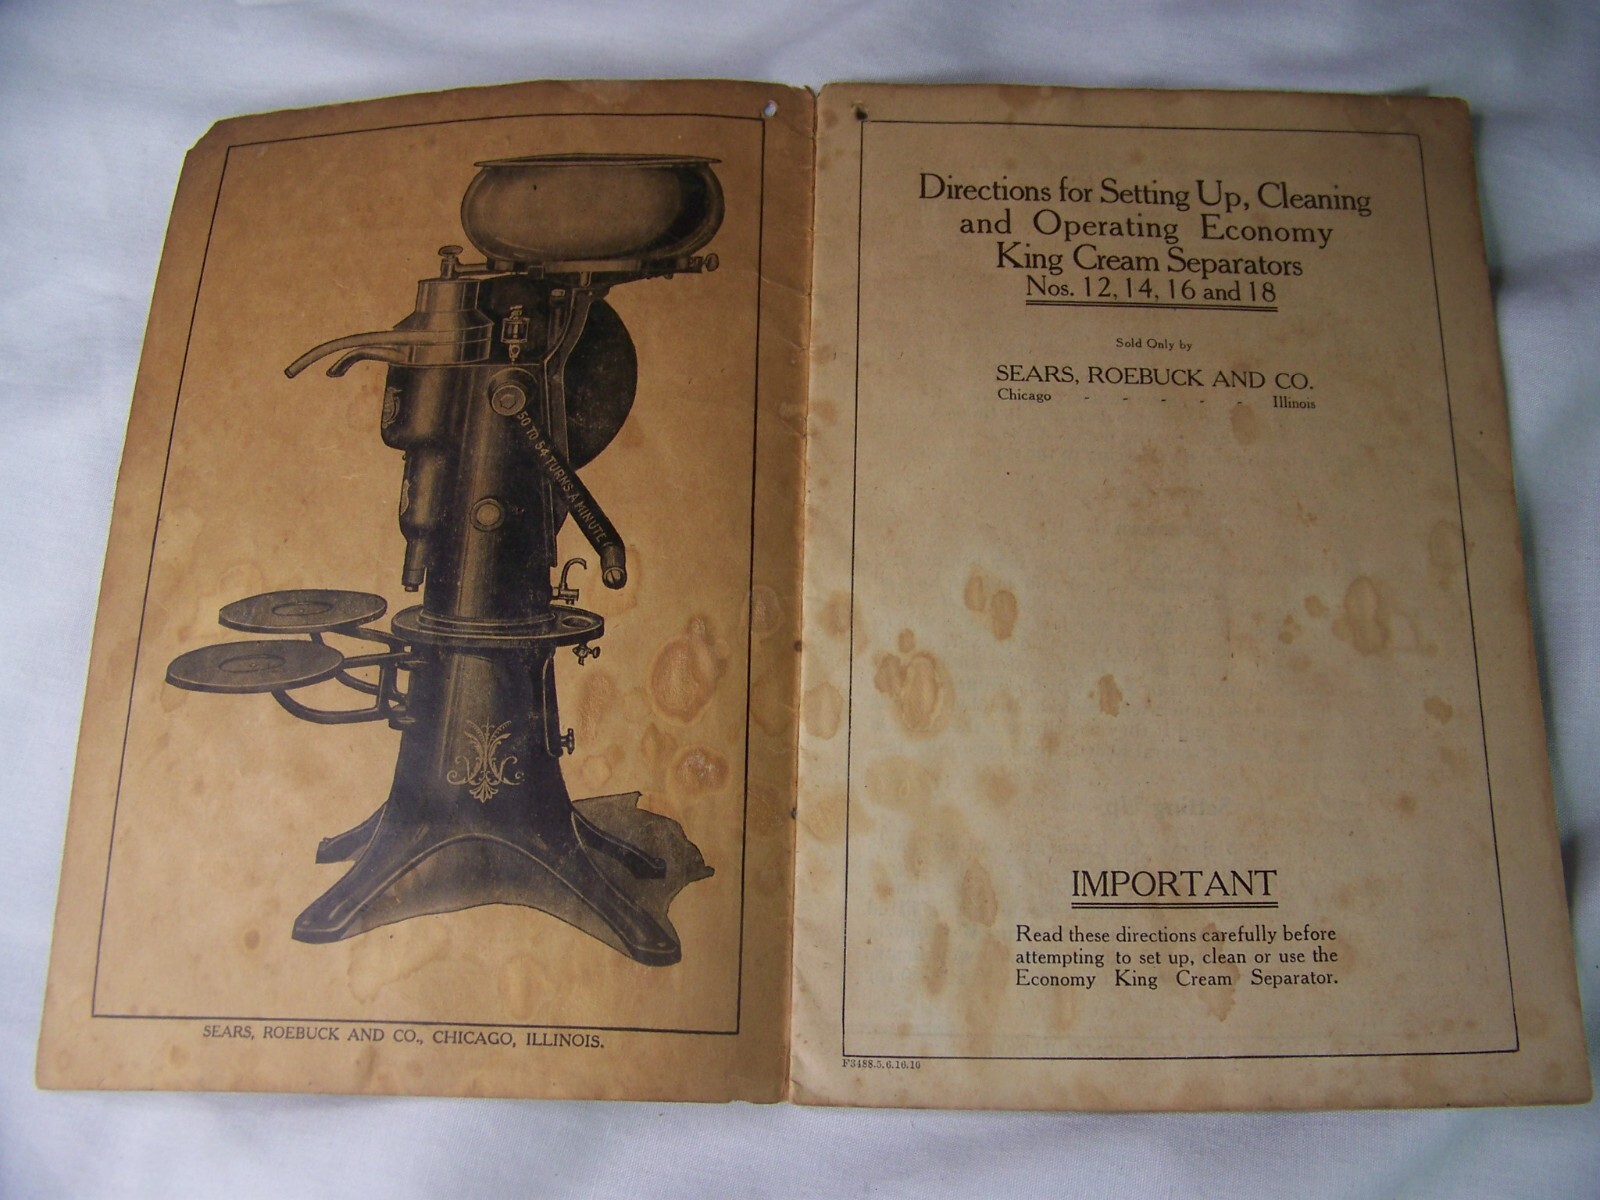 50 TO 54 TURNS A MINUTE
SEARS, ROEBUCK AND CO., CHICAGO, ILLINOIS.
Directions for Setting Up, Cleaning
and Operating Economy
King Cream Separators
Nos. 12, 14, 16 and 18
Sold Only by
SEARS, ROEBUCK AND CO.
Chicago - - - - - Illinois
IMPORTANT
Read these directions carefully before
attempting to set up, clean or use the
Economy King Cream Separator.
F3488.5.6.16.10